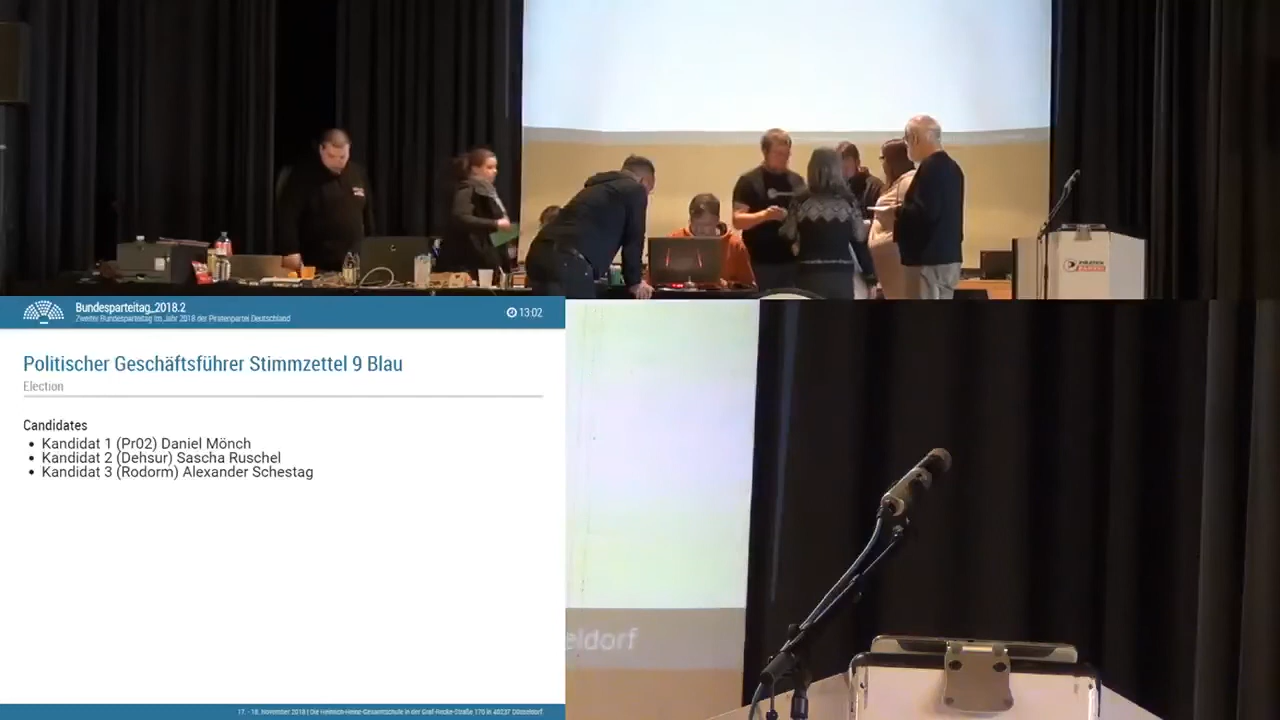 PIRATEN
PARTEI
Bundesparteitag_2018.2
Zweiter Bundesparteitag im Jahr 2018 der Piratenpartei Deutschland
13:02
Politischer Geschäftsführer Stimmzettel 9 Blau
Election
Candidates
Kandidat 1 (Pr02) Daniel Mönch
Kandidat 2 (Dehsur) Sascha Ruschel
Kandidat 3 (Rodorm) Alexander Schestag
eldorf
17. - 18. November 2018 | Die Heinrich-Heine-Gesamtschule in der Graf-Recke-Straße 170 in 40237 Düsseldorf